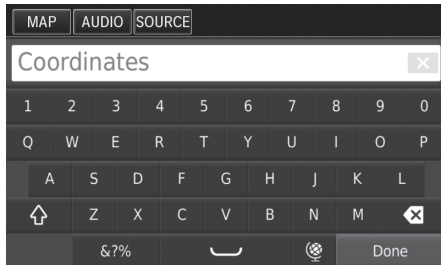 MAP AUDIO SOURCE
Coordinates
1 2 3 4 5 6 7 8 9 0
Q W E R T Y U I O P
A S D F G H J K L
Z X C V B N M
&?% Done